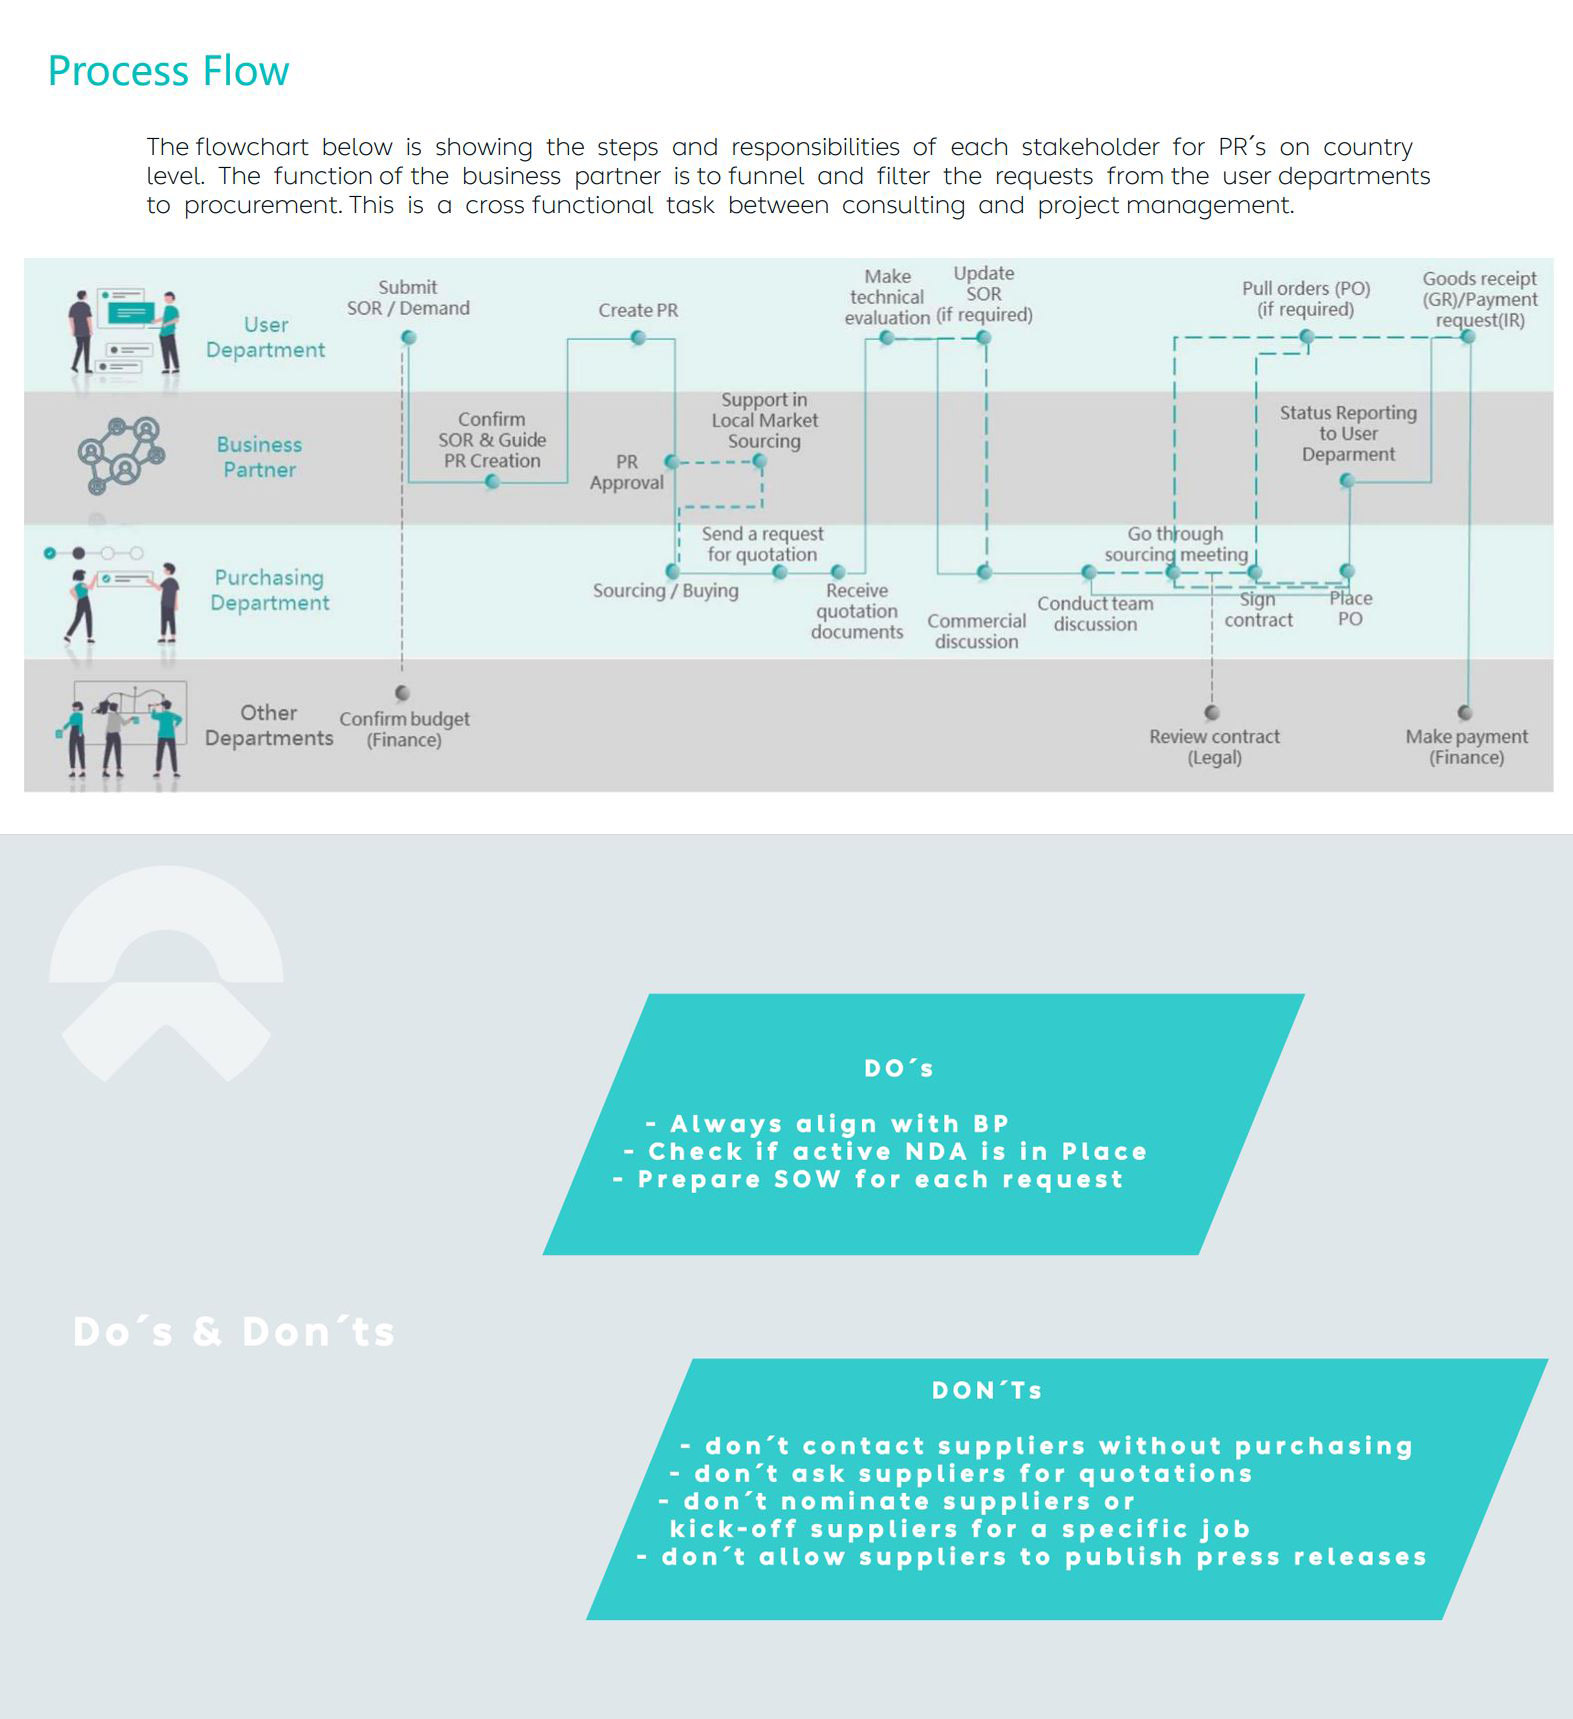 Process Flow
The flowchart below is showing the steps and responsibilities of each stakeholder for PR´s on country
level. The function of the business partner is to funnel and filter the requests from the user departments
to procurement. This is a cross functional task between consulting and project management.
User
Department
Submit
SOR / Demand
Create PR
Make
technical
evaluation
Update
SOR
(if required)
Pull orders (PO)
(if required)
Goods receipt
(GR)/Payment
request(IR)
Business
Partner
Confirm
SOR & Guide
PR Creation
PR
Approval
Support in
Local Market
Sourcing
Status Reporting
to User
Deparment
Purchasing
Department
Sourcing / Buying
Send a request
for quotation
Receive
quotation
documents
Commercial
discussion
Conduct team
discussion
Go through
sourcing meeting
Sign
contract
Place
PO
Other
Departments
Confirm budget
(Finance)
Review contract
(Legal)
Make payment
(Finance)
DO´s
- Always align with BP
- Check if active NDA is in Place
- Prepare SOW for each request
Do´s & Don´ts
DON´Ts
- don´t contact suppliers without purchasing
- don´t ask suppliers for quotations
- don´t nominate suppliers or
kick-off suppliers for a specific job
- don´t allow suppliers to publish press releases